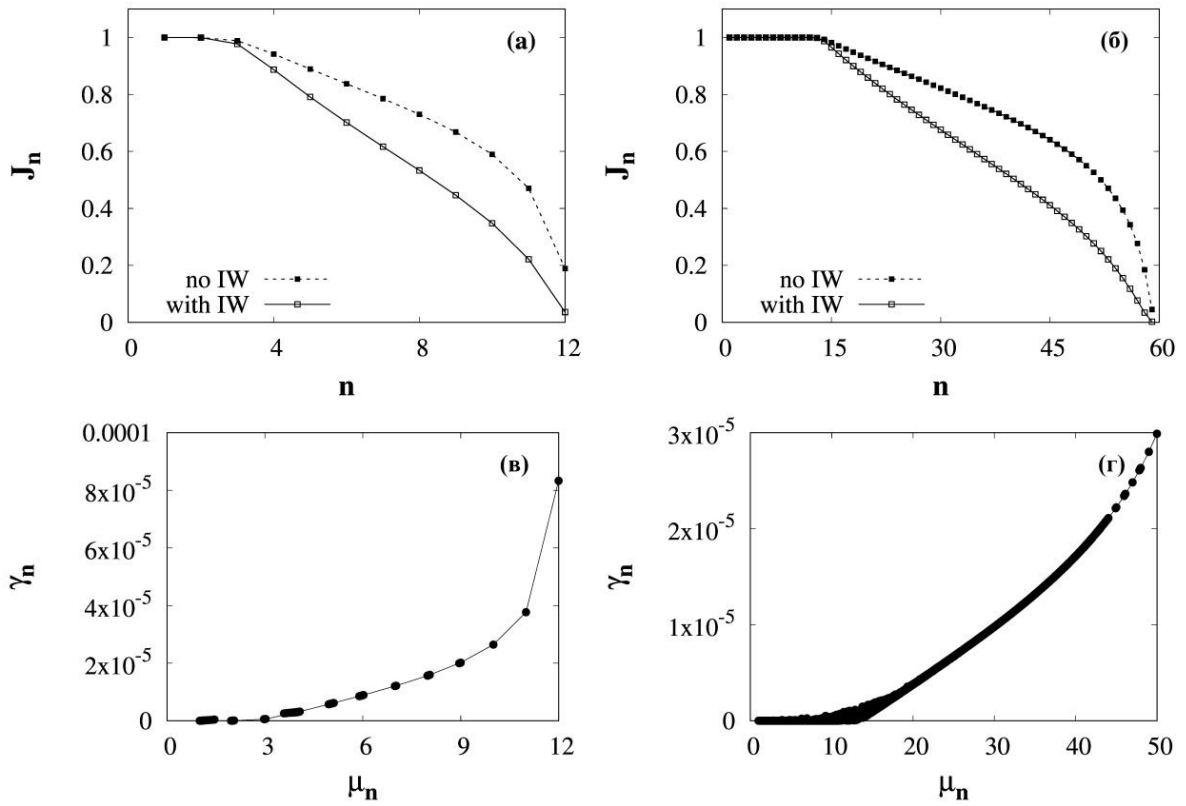 1
0.8
0.6
0.4
0.2
0
J_n
(а)
no IW
with IW
0 4 8 12
n
1
0.8
0.6
0.4
0.2
0
J_n
(б)
no IW
with IW
0 15 30 45 60
n
0.0001
8x10^-5
6x10^-5
4x10^-5
2x10^-5
0
γ_n
(в)
0 3 6 9 12
μ_n
3x10^-5
2x10^-5
1x10^-5
0
γ_n
(г)
0 10 20 30 40 50
μ_n